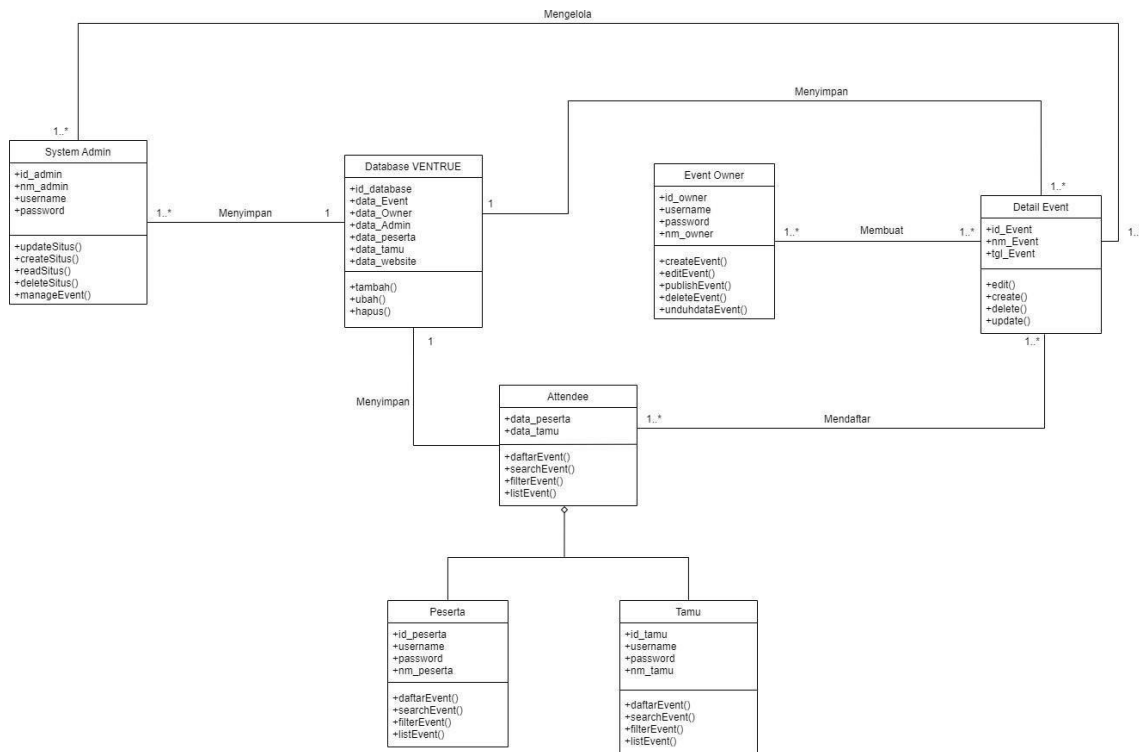 Mengelola
Menyimpan
1..*
System Admin
+id_admin
+nm_admin
+username
+password
+updateSitus()
+createSitus()
+readSitus()
+deleteSitus()
+manageEvent()
1..*
Menyimpan
1
Database VENTRUE
+id_database
+data_Event
+data_Owner
+data_Admin
+data_peserta
+data_tamu
+data_website
+tambah()
+ubah()
+hapus()
1
1
Event Owner
+id_owner
+username
+password
+nm_owner
+createEvent()
+editEvent()
+publishEvent()
+deleteEvent()
+unduhdataEvent()
1..*
Membuat
1..*
1..*
Detail Event
+id_Event
+nm_Event
+tgl_Event
+edit()
+create()
+delete()
+update()
1..
1..*
Menyimpan
Attendee
+data_peserta
+data_tamu
+daftarEvent()
+searchEvent()
+filterEvent()
+listEvent()
1..*
Mendaftar
Peserta
+id_peserta
+username
+password
+nm_peserta
+daftarEvent()
+searchEvent()
+filterEvent()
+listEvent()
Tamu
+id_tamu
+username
+password
+nm_tamu
+daftarEvent()
+searchEvent()
+filterEvent()
+listEvent()